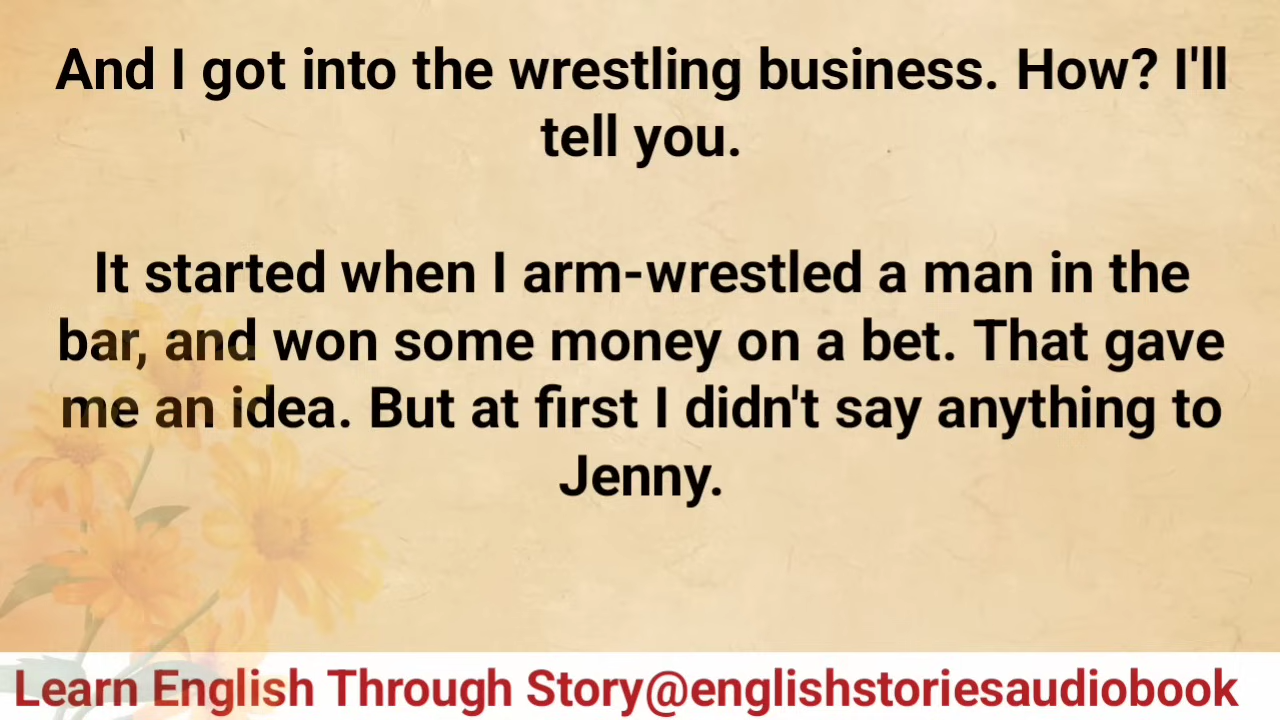 And I got into the wrestling business. How? I'll
tell you.
It started when I arm-wrestled a man in the
bar, and won some money on a bet. That gave
me an idea. But at first I didn't say anything to
Jenny.
Learn English Through Story@englishstoriesaudiobook